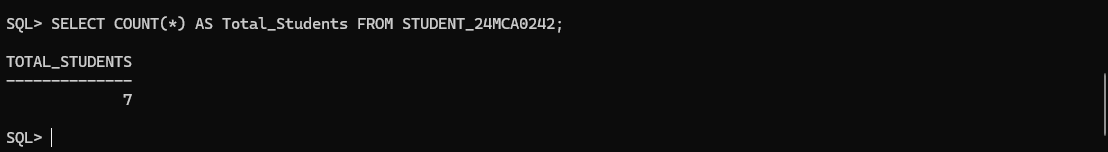 SQL> SELECT COUNT(*) AS Total_Students FROM STUDENT_24MCA0242;
TOTAL_STUDENTS
--------------
7
SQL>